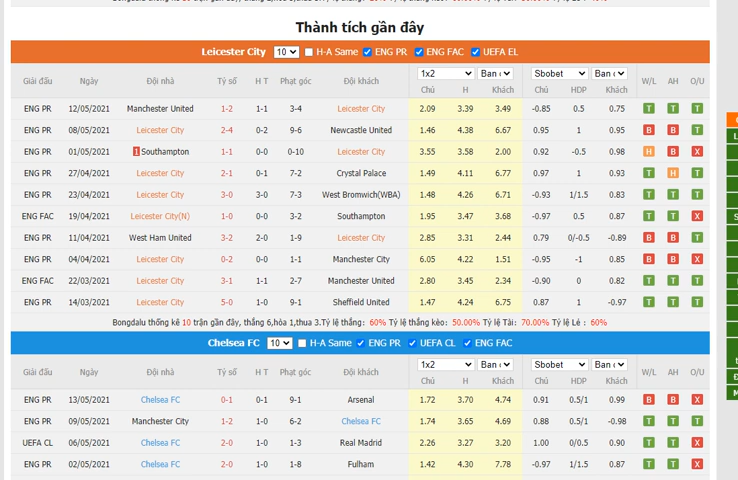 Thành tích gần đây
Leicester City 10 H-A Same ENG PR ENG FAC UEFA EL
Giải đấu Ngày Đội nhà Tỷ số H T Phạt góc Đội khách 1x2 Ban Sbobet Ban W/L AH O/U
Chủ H Khách Chủ HDP Khách
ENG PR 12/05/2021 Manchester United 1-2 1-1 3-4 Leicester City 2.09 3.39 3.49 -0.85 0.5 0.75 T T T
ENG PR 08/05/2021 Leicester City 2-4 0-2 9-6 Newcastle United 1.46 4.38 6.67 0.95 1 0.95 B B T
ENG PR 01/05/2021 1 Southampton 1-1 0-0 0-10 Leicester City 3.55 3.58 2.00 0.92 -0.5 0.98 H B X
ENG PR 27/04/2021 Leicester City 2-1 0-1 7-2 Crystal Palace 1.49 4.11 6.77 0.97 1 0.93 T H T
ENG PR 23/04/2021 Leicester City 3-0 3-0 7-3 West Bromwich(WBA) 1.48 4.26 6.71 -0.93 1/1.5 0.83 T T T
ENG FAC 19/04/2021 Leicester City(N) 1-0 0-0 3-2 Southampton 1.95 3.47 3.68 -0.97 0.5 0.87 T T X
ENG PR 11/04/2021 West Ham United 3-2 2-0 1-9 Leicester City 2.85 3.31 2.44 0.79 0/-0.5 -0.89 B B T
ENG PR 04/04/2021 Leicester City 0-2 0-0 1-1 Manchester City 6.05 4.22 1.51 -0.95 -1 0.85 B B X
ENG FAC 22/03/2021 Leicester City 3-1 1-1 2-7 Manchester United 2.80 3.45 2.34 -0.90 0 0.82 T T T
ENG PR 14/03/2021 Leicester City 5-0 1-0 9-1 Sheffield United 1.47 4.24 6.75 0.87 1 -0.97 T T T
Bongdalu thống kê 10 trận gần đây, thắng 6,hòa 1,thua 3.Tỷ lệ thắng: 60% Tỷ lệ thắng kèo: 50.00% Tỷ lệ Tài: 70.00% Tỷ lệ Lẻ : 60%
Chelsea FC 10 H-A Same ENG PR UEFA CL ENG FAC
Giải đấu Ngày Đội nhà Tỷ số H T Phạt góc Đội khách 1x2 Ban Sbobet Ban W/L AH O/U
Chủ H Khách Chủ HDP Khách
ENG PR 13/05/2021 Chelsea FC 0-1 0-1 9-1 Arsenal 1.72 3.70 4.74 0.91 0.5/1 0.99 B B X
ENG PR 09/05/2021 Manchester City 1-2 1-0 6-2 Chelsea FC 1.74 3.65 4.69 0.88 0.5/1 -0.98 T T T
UEFA CL 06/05/2021 Chelsea FC 2-0 1-0 1-3 Real Madrid 2.26 3.27 3.20 1.00 0/0.5 0.90 T T X
ENG PR 02/05/2021 Chelsea FC 2-0 1-0 1-8 Fulham 1.42 4.30 7.78 -0.97 1/1.5 0.87 T T X